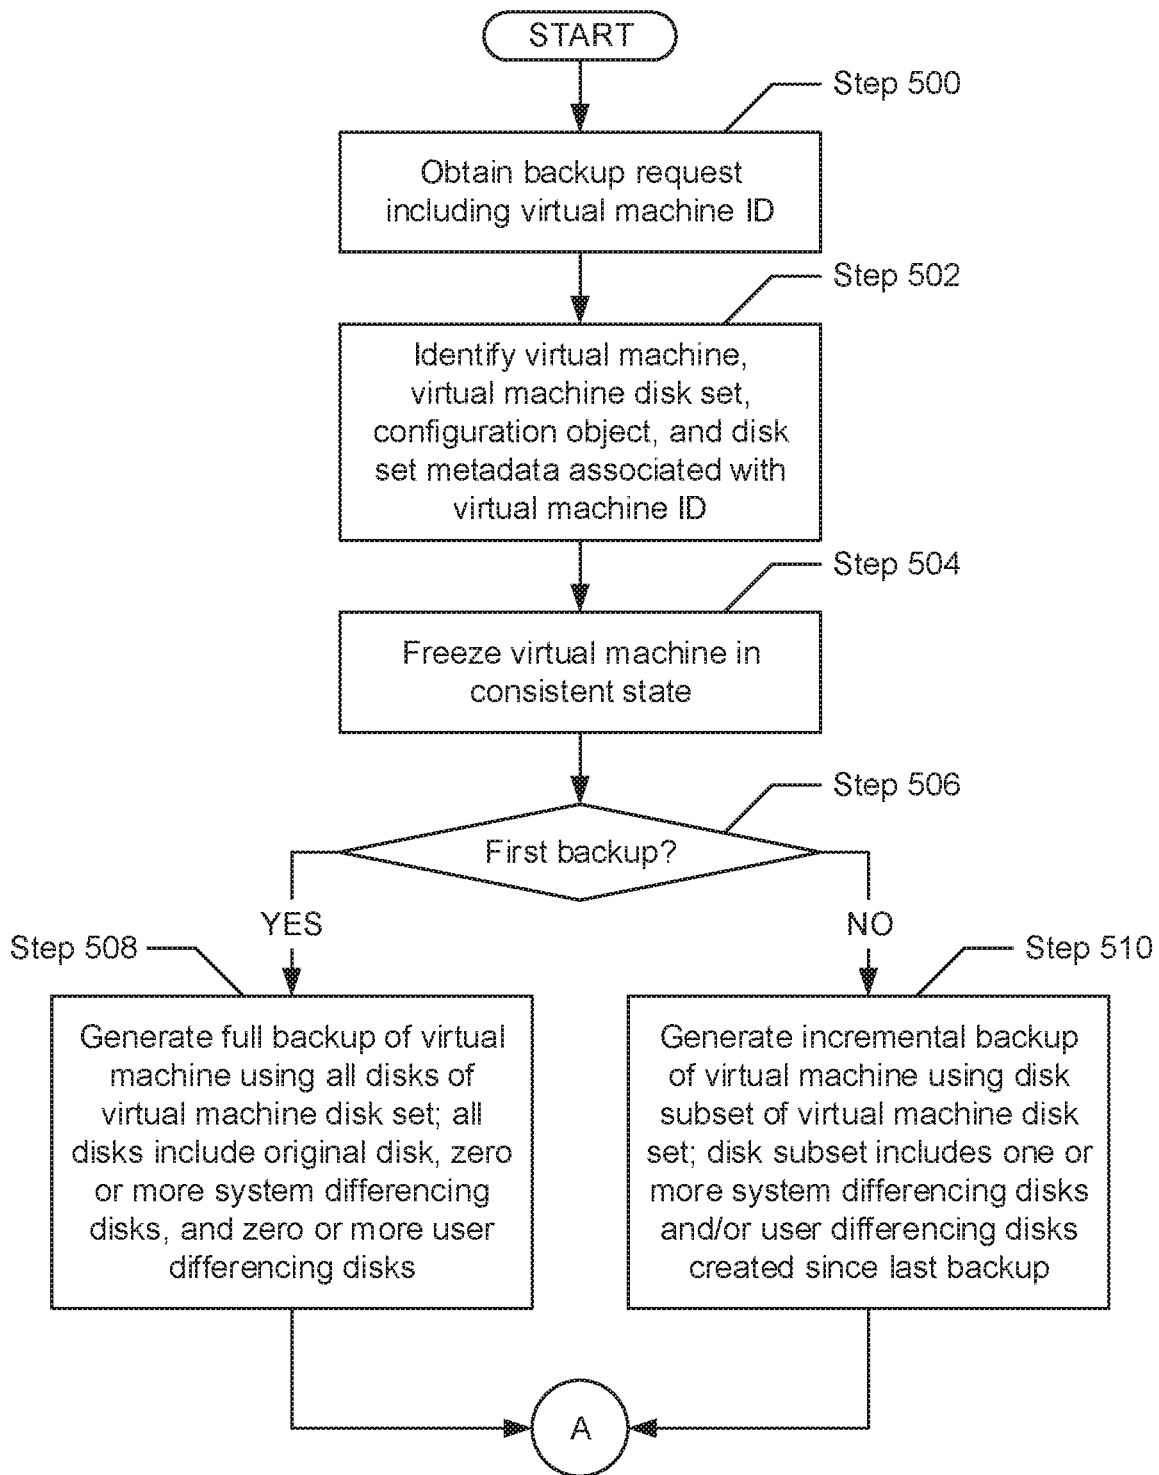 START
Step 500
Obtain backup request
including virtual machine ID
Step 502
Identify virtual machine,
virtual machine disk set,
configuration object, and disk
set metadata associated with
virtual machine ID
Step 504
Freeze virtual machine in
consistent state
Step 506
First backup?
YES
NO
Step 508
Step 510
Generate full backup of virtual
machine using all disks of
virtual machine disk set; all
disks include original disk, zero
or more system differencing
disks, and zero or more user
differencing disks
Generate incremental backup
of virtual machine using disk
subset of virtual machine disk
set; disk subset includes one or
more system differencing disks
and/or user differencing disks
created since last backup
A